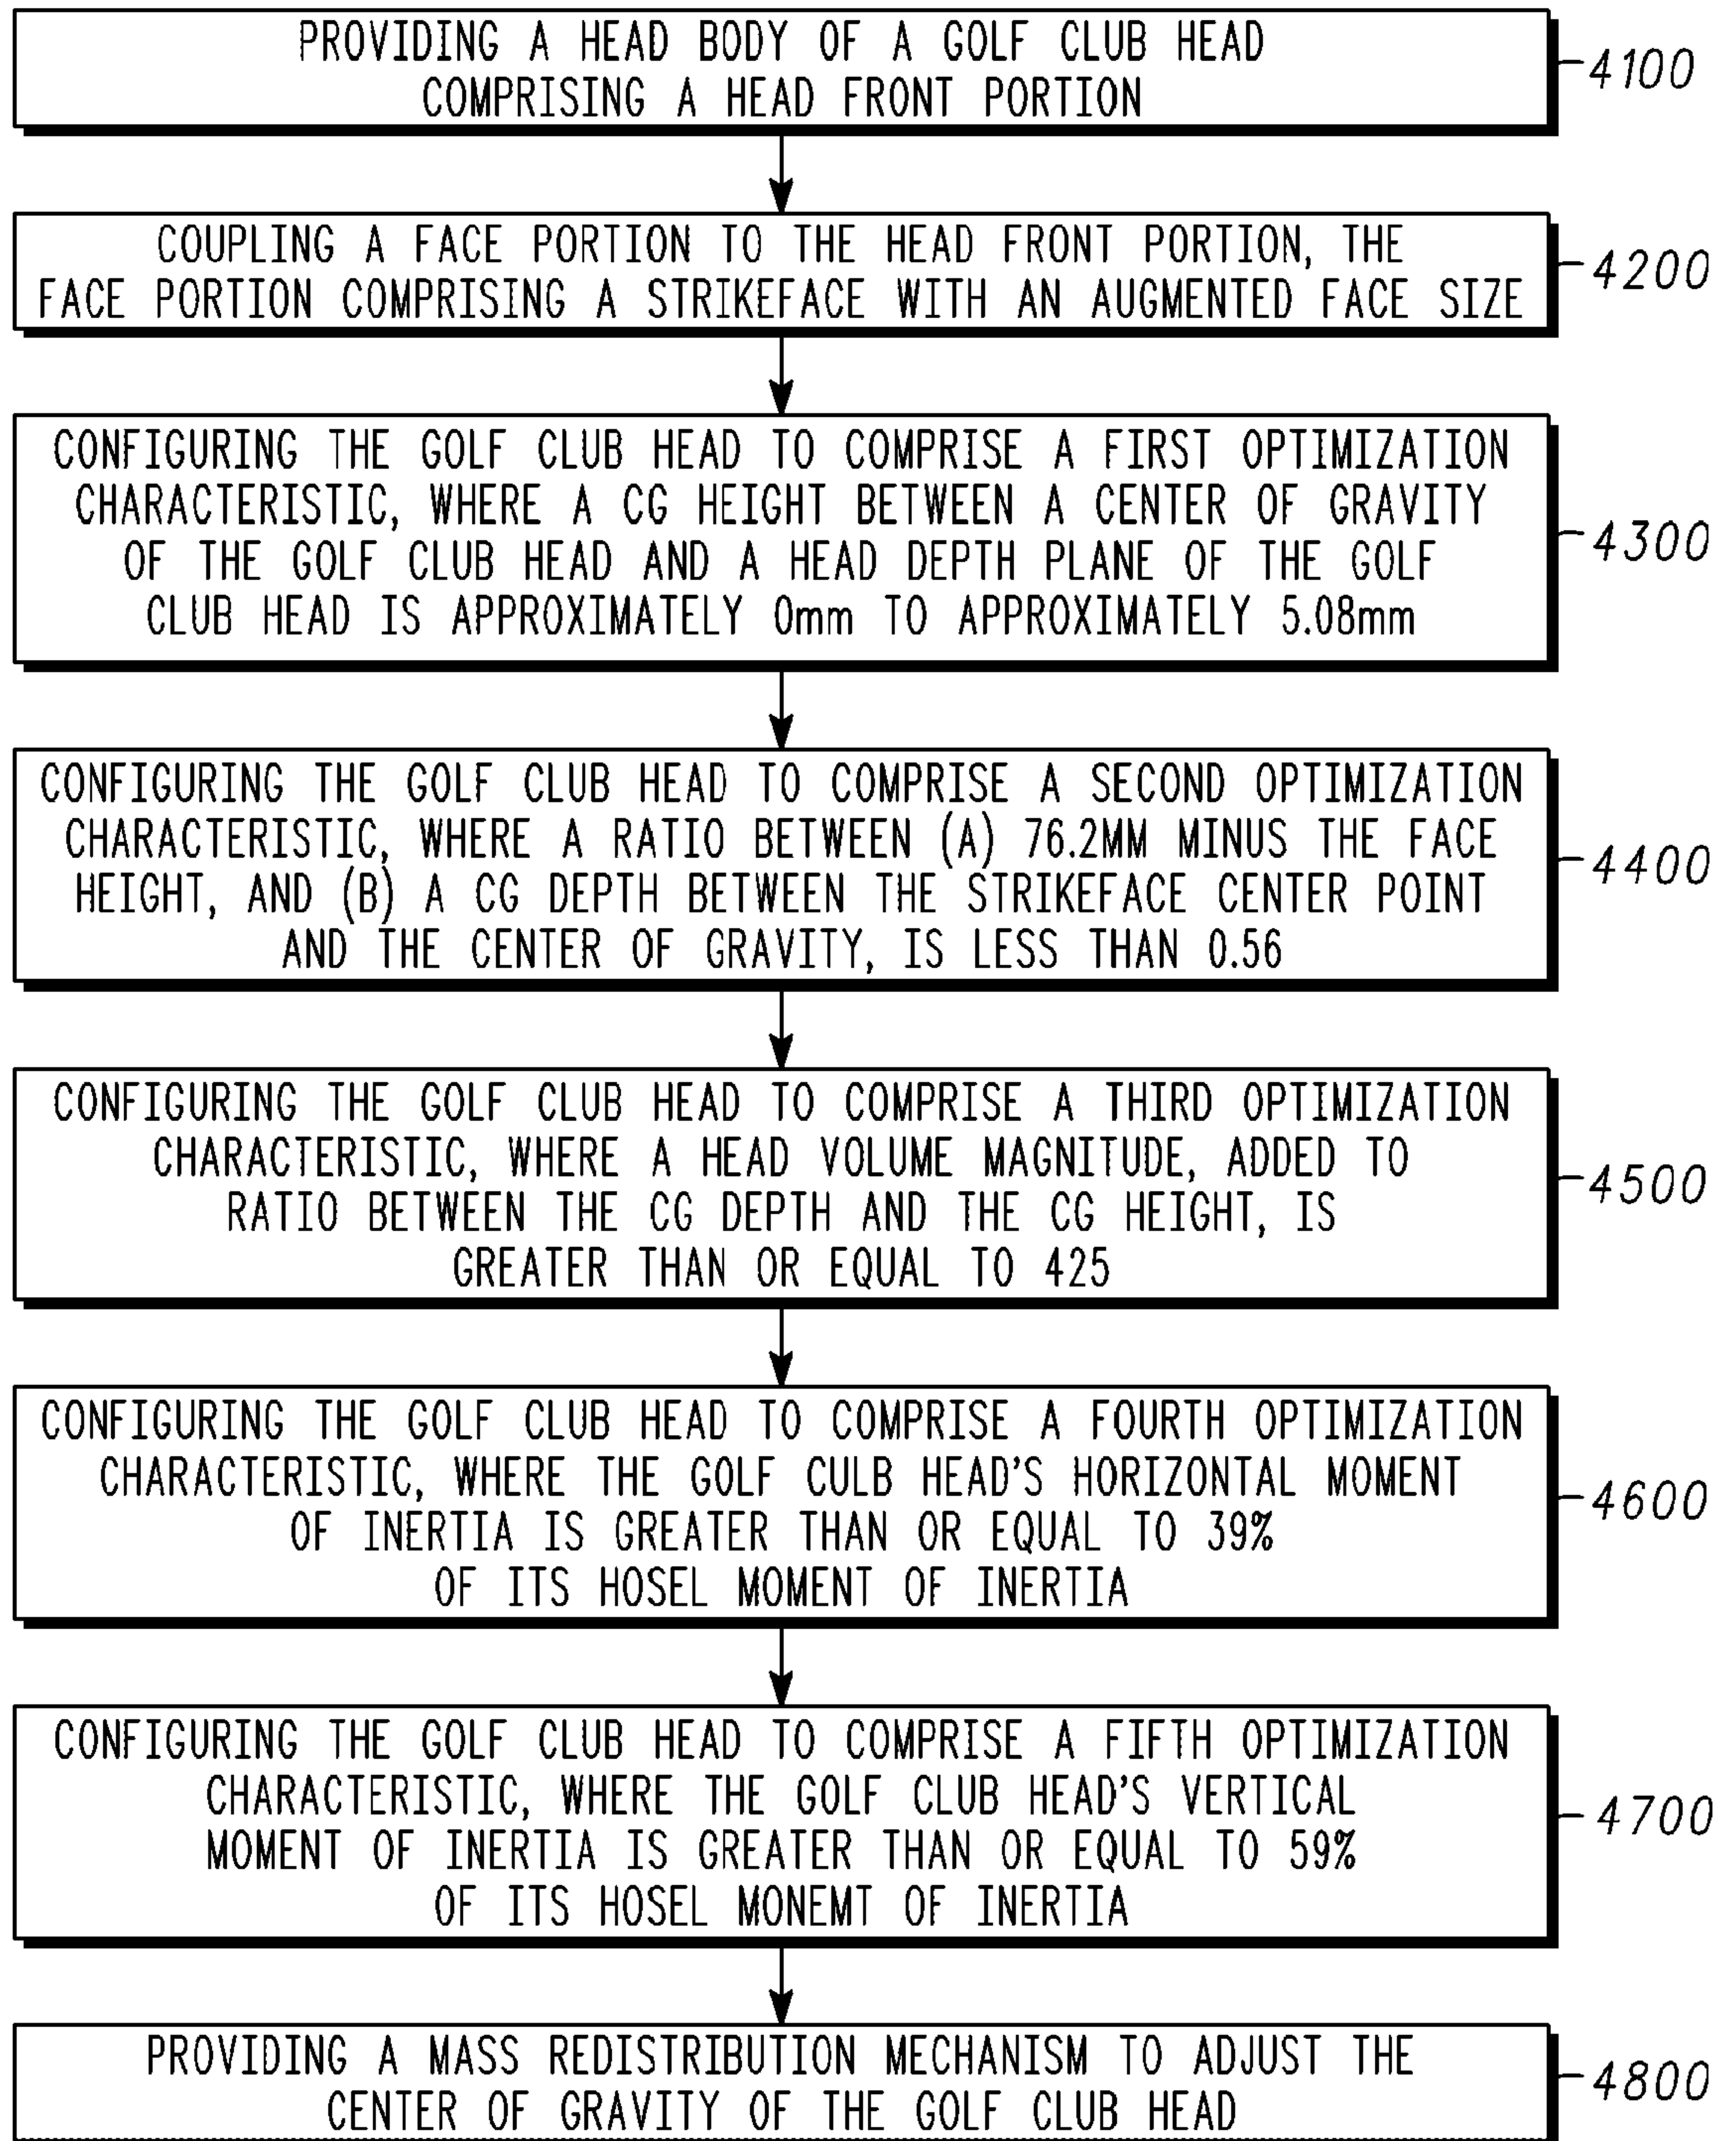 PROVIDING A HEAD BODY OF A GOLF CLUB HEAD
COMPRISING A HEAD FRONT PORTION
4100
COUPLING A FACE PORTION TO THE HEAD FRONT PORTION, THE
FACE PORTION COMPRISING A STRIKEFACE WITH AN AUGMENTED FACE SIZE
4200
CONFIGURING THE GOLF CLUB HEAD TO COMPRISE A FIRST OPTIMIZATION
CHARACTERISTIC, WHERE A CG HEIGHT BETWEEN A CENTER OF GRAVITY
OF THE GOLF CLUB HEAD AND A HEAD DEPTH PLANE OF THE GOLF
CLUB HEAD IS APPROXIMATELY 0mm TO APPROXIMATELY 5.08mm
4300
CONFIGURING THE GOLF CLUB HEAD TO COMPRISE A SECOND OPTIMIZATION
CHARACTERISTIC, WHERE A RATIO BETWEEN (A) 76.2MM MINUS THE FACE
HEIGHT, AND (B) A CG DEPTH BETWEEN THE STRIKEFACE CENTER POINT
AND THE CENTER OF GRAVITY, IS LESS THAN 0.56
4400
CONFIGURING THE GOLF CLUB HEAD TO COMPRISE A THIRD OPTIMIZATION
CHARACTERISTIC, WHERE A HEAD VOLUME MAGNITUDE, ADDED TO
RATIO BETWEEN THE CG DEPTH AND THE CG HEIGHT, IS
GREATER THAN OR EQUAL TO 425
4500
CONFIGURING THE GOLF CLUB HEAD TO COMPRISE A FOURTH OPTIMIZATION
CHARACTERISTIC, WHERE THE GOLF CULB HEAD'S HORIZONTAL MOMENT
OF INERTIA IS GREATER THAN OR EQUAL TO 39%
OF ITS HOSEL MOMENT OF INERTIA
4600
CONFIGURING THE GOLF CLUB HEAD TO COMPRISE A FIFTH OPTIMIZATION
CHARACTERISTIC, WHERE THE GOLF CLUB HEAD'S VERTICAL
MOMENT OF INERTIA IS GREATER THAN OR EQUAL TO 59%
OF ITS HOSEL MONEMT OF INERTIA
4700
PROVIDING A MASS REDISTRIBUTION MECHANISM TO ADJUST THE
CENTER OF GRAVITY OF THE GOLF CLUB HEAD
4800